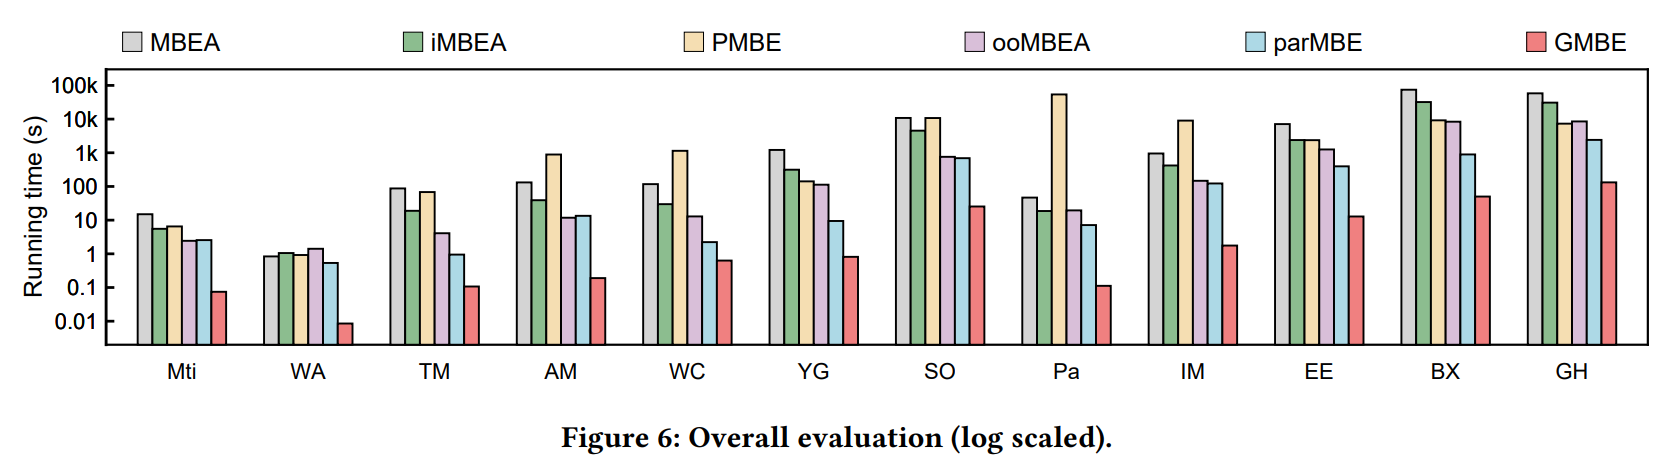 MBEA iMBEA PMBE ooMBEA parMBE GMBE
100k
10k
1k
100
10
1
0.1
0.01
Running time (s)
Mti WA TM AM WC YG SO Pa IM EE BX GH
Figure 6: Overall evaluation (log scaled).